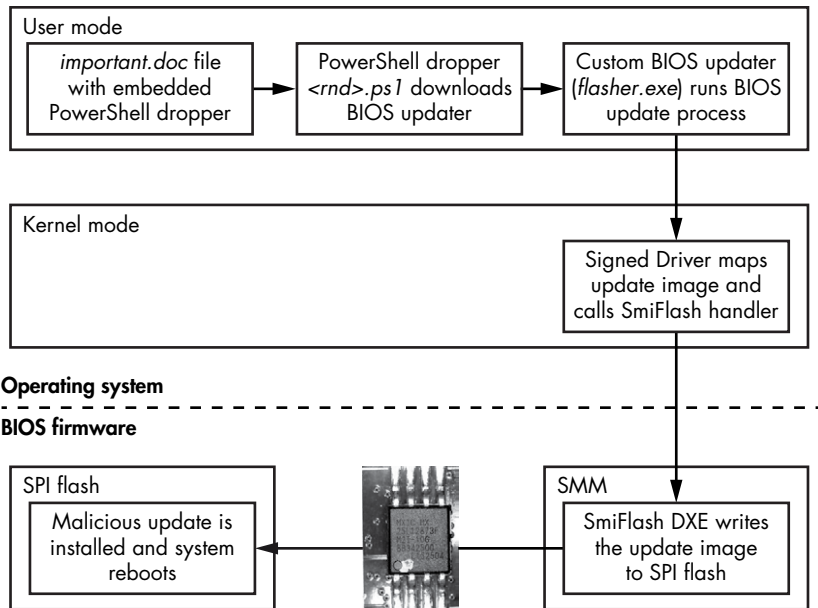 User mode
important.doc file
with embedded
PowerShell dropper
PowerShell dropper
<rnd>.ps1 downloads
BIOS updater
Custom BIOS updater
(flasher.exe) runs BIOS
update process
Kernel mode
Signed Driver maps
update image and
calls SmiFlash handler
Operating system
BIOS firmware
SPI flash
Malicious update is
installed and system
reboots
SMM
SmiFlash DXE writes
the update image
to SPI flash